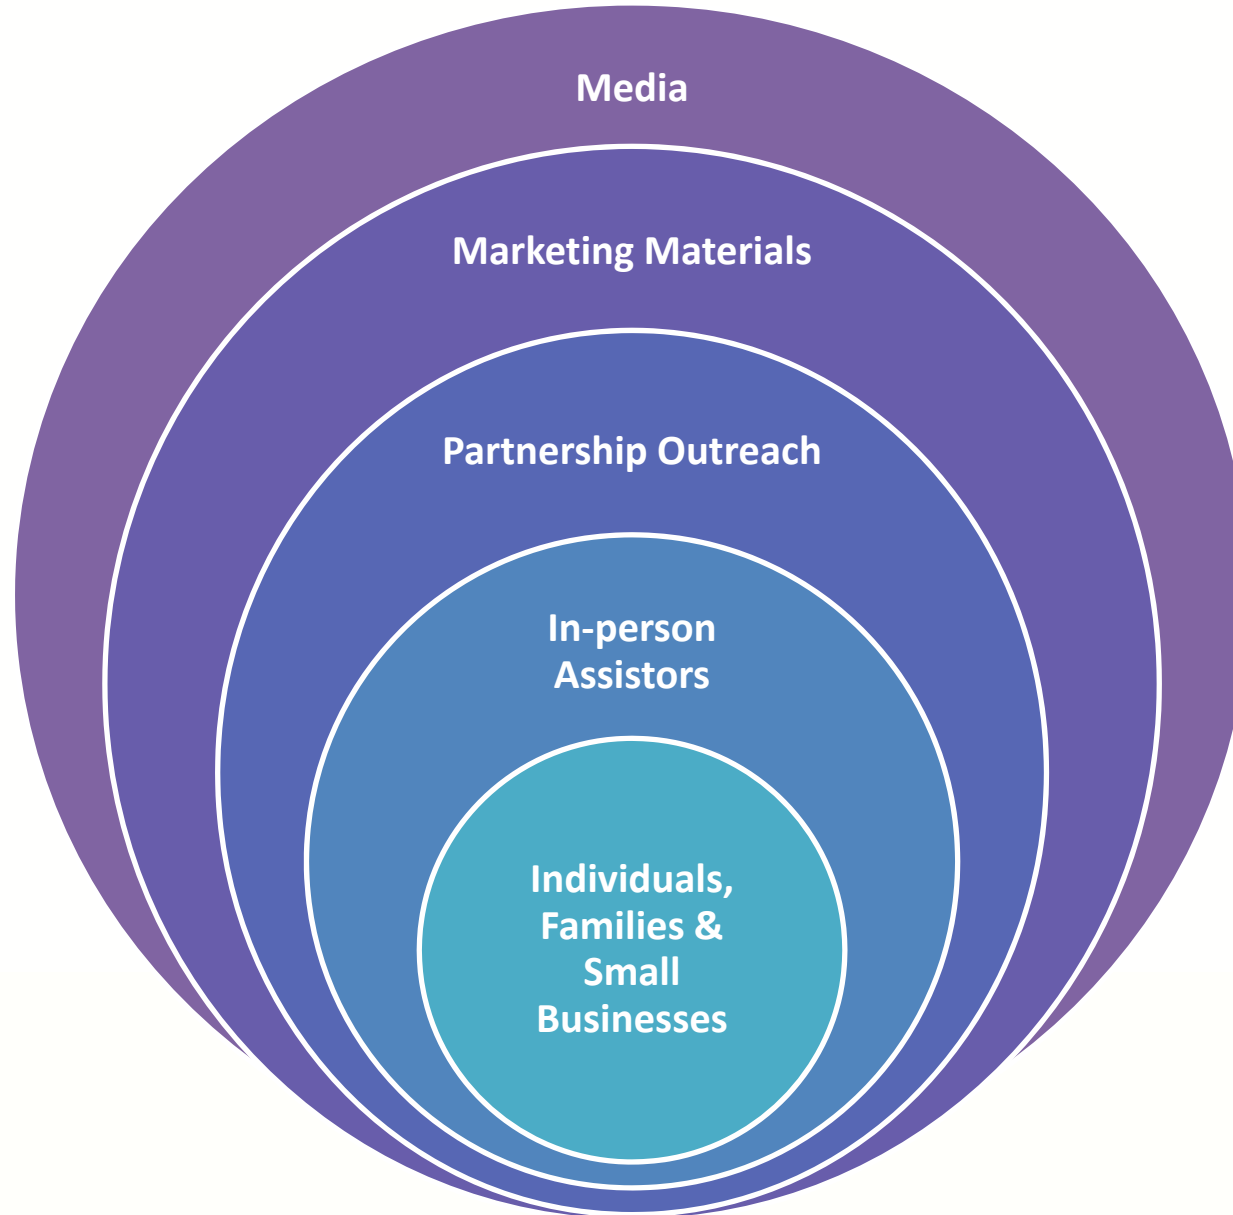 Media
Marketing Materials
Partnership Outreach
In-person
Assistors
Individuals,
Families &
Small
Businesses